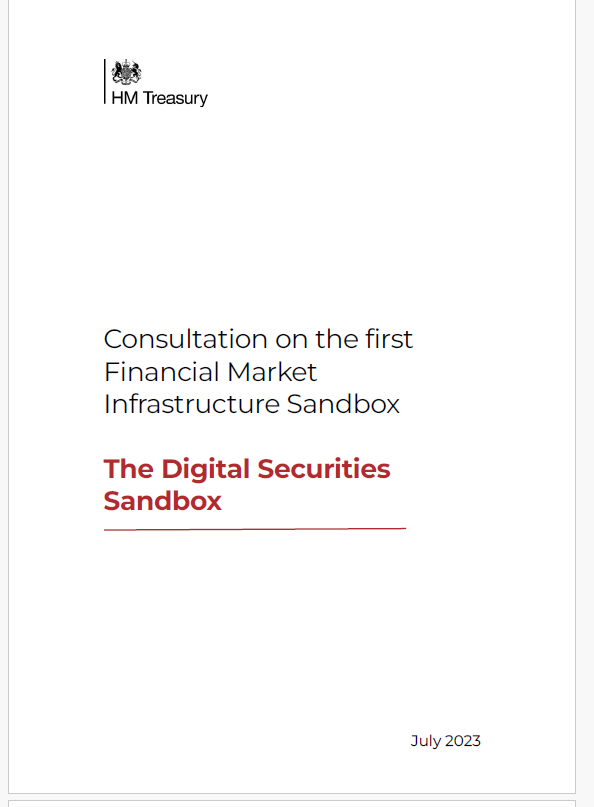 HM Treasury
Consultation on the first
Financial Market
Infrastructure Sandbox
The Digital Securities
Sandbox
July 2023